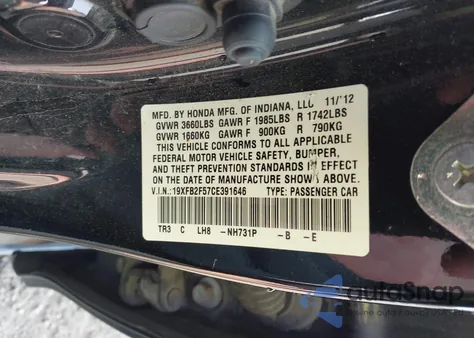 MFD. BY HONDA MFG. OF INDIANA, LLC 11/'12
GVWR 3660LBS GAWR F 1985LBS R 1742LBS
GVWR 1660KG GAWR F 900KG R 790KG
THIS VEHICLE CONFORMS TO ALL APPLICABLE
FEDERAL MOTOR VEHICLE SAFETY, BUMPER,
AND THEFT PREVENTION STANDARDS IN EFFECT
ON THE DATE OF MANUFACTURE SHOWN ABOVE.
V.I.N.: 19XFB2F57CE391646 TYPE: PASSENGER CAR
TR3 C LH8 -NH731P -B -E
autaSnap